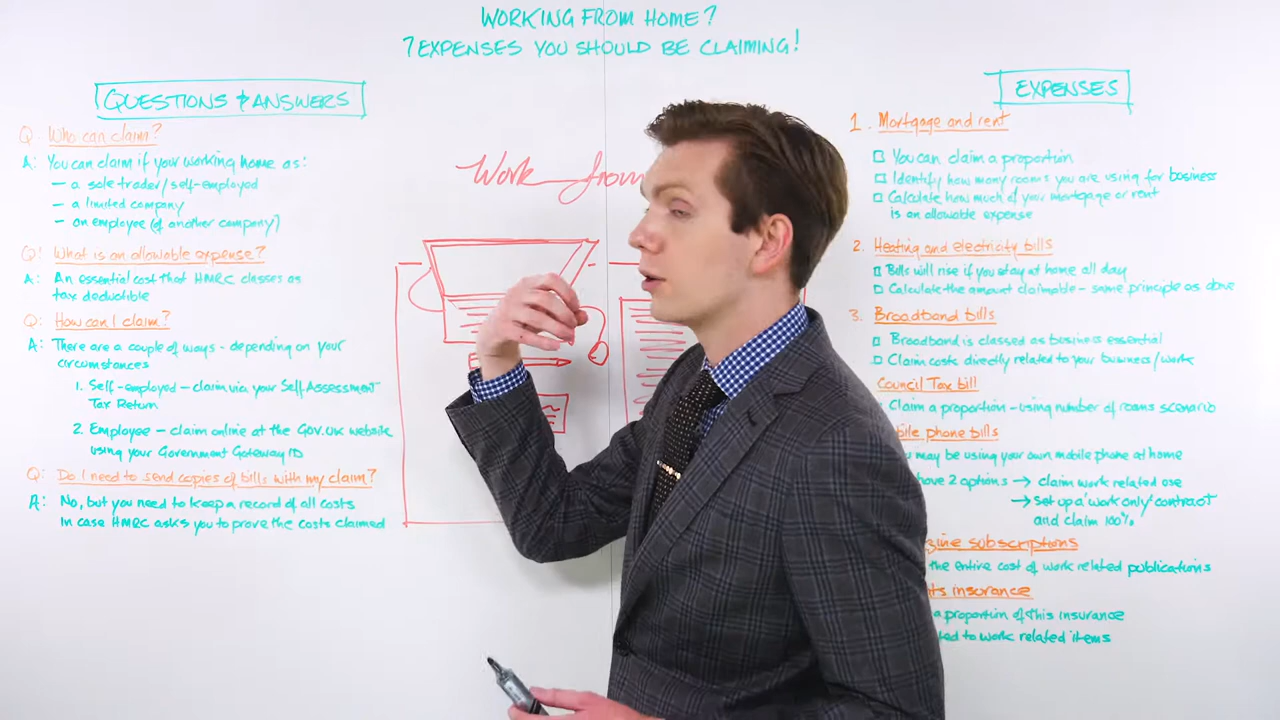 WORKING FROM HOME?
7 EXPENSES YOU SHOULD BE CLAIMING!
QUESTIONS & ANSWERS
Q: Who can claim?
A: You can claim if your working home as:
— a sole trader/self-employed
— a limited company
— an employee (of another company)
Q: What is an allowable expense?
A: An essential cost that HMRC classes as
tax deductible
Q: How can I claim?
A: There are a couple of ways - depending on your
circumstances
1. Self-employed — claim via your Self Assessment
Tax Return
2. Employee — claim online at the GOV.UK website
using your Government Gateway ID
Q: Do I need to send copies of bills with my claim?
A: No, but you need to keep a record of all costs
in case HMRC asks you to prove the costs claimed
Work from
EXPENSES
1. Mortgage and rent
You can claim a proportion
Identify how many rooms you are using for business
Calculate how much of your mortgage or rent
is an allowable expense
2. Heating and electricity bills
Bills will rise if you stay at home all day
Calculate the amount claimable - same principle as above
3. Broadband bills
Broadband is classed as business essential
Claim costs directly related to your business/work
Council Tax bill
Claim a proportion - using number of rooms scenario
bile phone bills
may be using your own mobile phone at home
have 2 options → claim work related use
→ Set up a 'work only' contract
and claim 100%
zine subscriptions
the entire cost of work related publications
nts insurance
a proportion of this insurance
ted to work related items